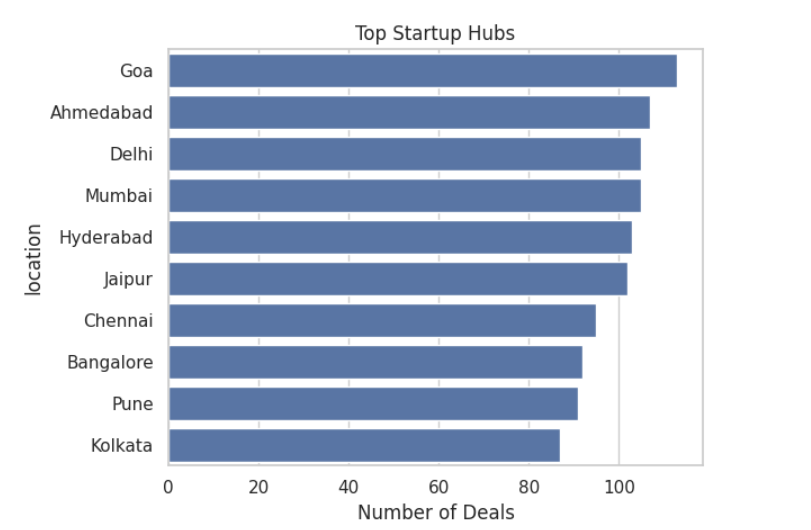 Top Startup Hubs
Goa
Ahmedabad
Delhi
Mumbai
Hyderabad
Jaipur
Chennai
Bangalore
Pune
Kolkata
location
0 20 40 60 80 100
Number of Deals